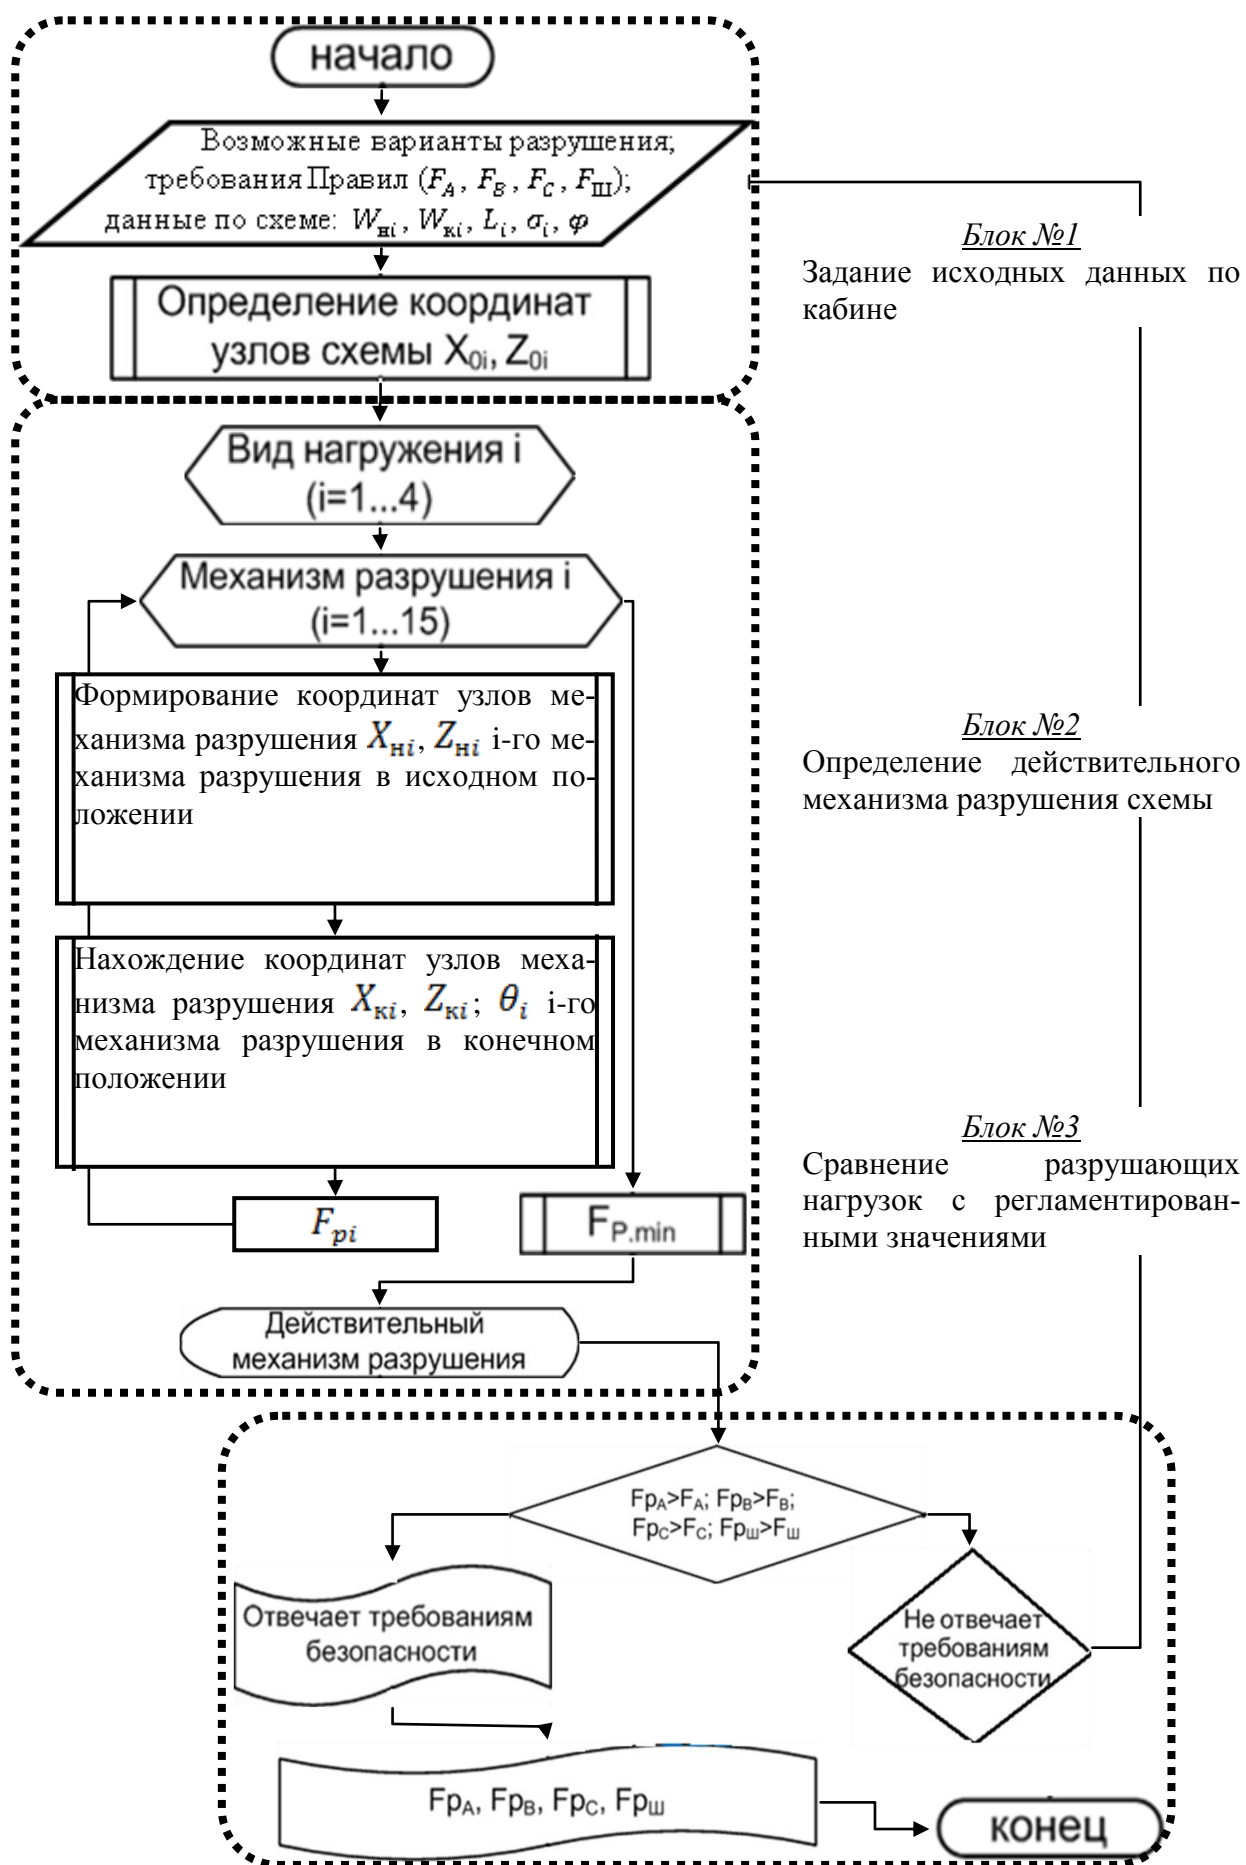 начало
Возможные варианты разрушения;
требования Правил (F_A, F_B, F_C, F_Ш);
данные по схеме: W_нi, W_кi, L_i, σ_i, φ
Определение координат
узлов схемы X_0i, Z_0i
Блок №1
Задание исходных данных по
кабине
Вид нагружения i
(i=1...4)
Механизм разрушения i
(i=1...15)
Формирование координат узлов ме-
ханизма разрушения X_нi, Z_нi i-го ме-
ханизма разрушения в исходном по-
ложении
Блок №2
Определение действительного
механизма разрушения схемы
Нахождение координат узлов меха-
низма разрушения X_кi, Z_кi; θ_i i-го
механизма разрушения в конечном
положении
F_pi
F_P.min
Действительный
механизм разрушения
Блок №3
Сравнение разрушающих
нагрузок с регламентирован-
ными значениями
Fp_A>F_A; Fp_B>F_B;
Fp_C>F_C; Fp_Ш>F_Ш
Отвечает требованиям
безопасности
Не отвечает
требованиям
безопасности
Fp_A, Fp_B, Fp_C, Fp_Ш
конец